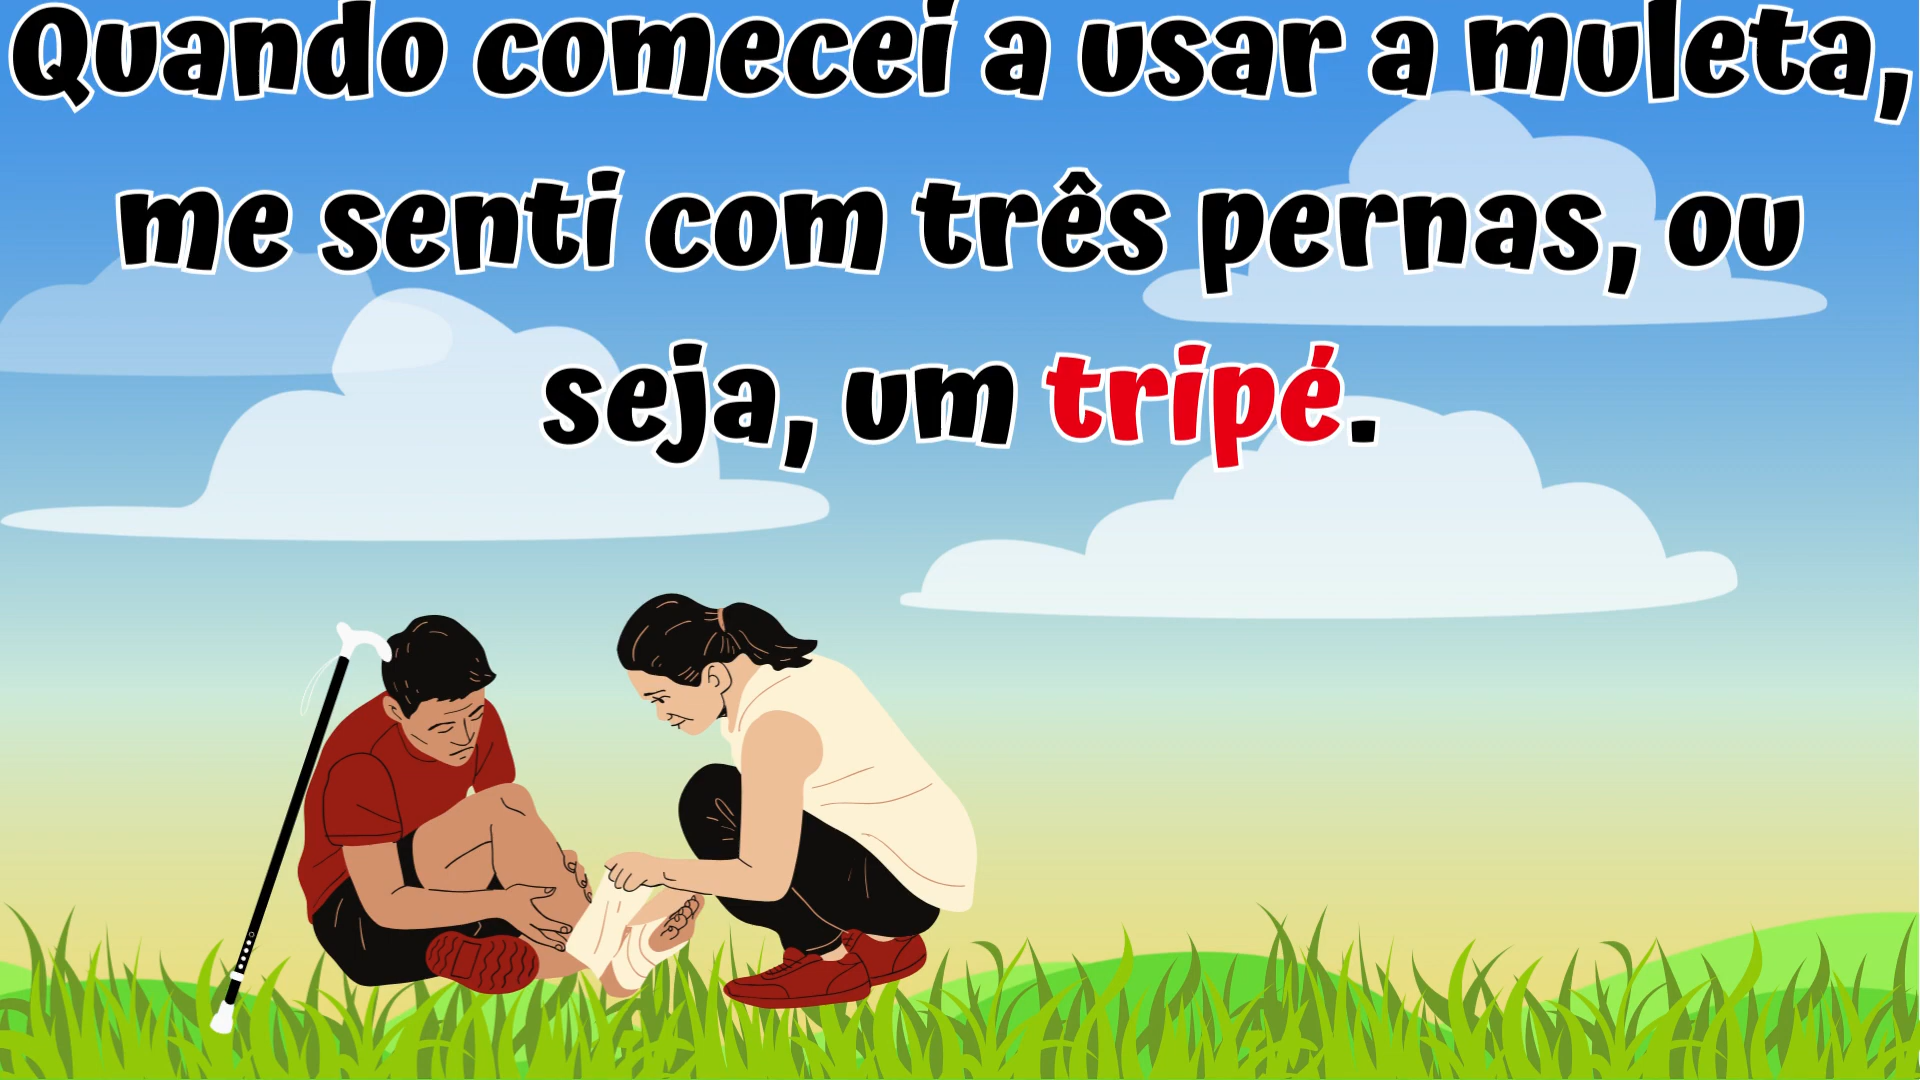 Quando comecei a usar a muleta,
me senti com três pernas, ou
seja, um tripé.